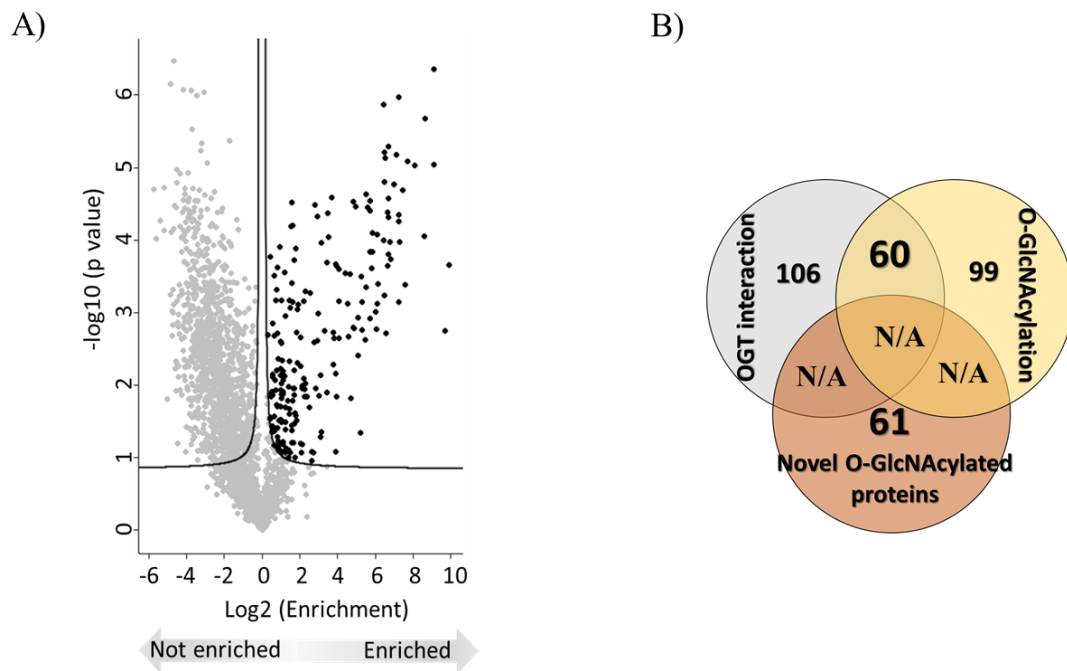 A)
B)
-log10 (p value)
6
5
4
3
2
1
0
-6 -4 -2 0 2 4 6 8 10
Log2 (Enrichment)
Not enriched Enriched
OGT interaction
106
60
99
O-GlcNAcylation
N/A
N/A
N/A
61
Novel O-GlcNAcylated
proteins